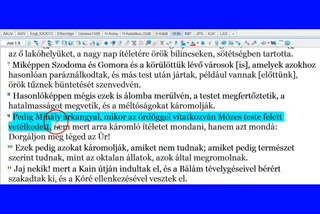 az ő lakóhelyüket, a nagy nap ítéletére örök bilincseken, sötétségben tartotta.
7 Miképpen Szodoma és Gomora és a körülöttük lévő városok [is], amelyek azokhoz
hasonlóan paráználkodtak, és más test után jártak, például vannak [előttünk],
örök tűznek büntetését szenvedvén.
8 Hasonlóképpen mégis ezek is álomba merülvén, a testet megfertőztetik, a
hatalmasságot megvetik, és a méltóságokat káromolják.
9 Pedig Mihály arkangyal, mikor az ördöggel vitatkozván Mózes teste felett
vetélkedett, nem mert arra káromló ítéletet mondani, hanem azt mondá:
Dorgáljon meg téged az Úr!
10 Ezek pedig azokat káromolják, amiket nem tudnak; amiket pedig természet
szerint tudnak, mint az oktalan állatok, azok által megromolnak.
11 Jaj nekik! mert a Kain útján indultak el, és a Bálám tévelygéseivel bérért
szakadtak ki, és a Kóré ellenkezésével vesztek el.